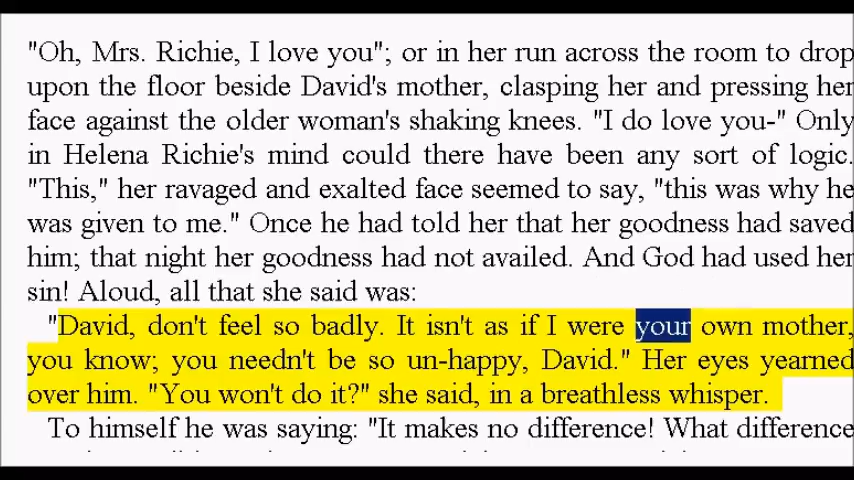 "Oh, Mrs. Richie, I love you"; or in her run across the room to drop
upon the floor beside David's mother, clasping her and pressing her
face against the older woman's shaking knees. "I do love you-" Only
in Helena Richie's mind could there have been any sort of logic.
"This," her ravaged and exalted face seemed to say, "this was why he
was given to me." Once he had told her that her goodness had saved
him; that night her goodness had not availed. And God had used her
sin! Aloud, all that she said was:
"David, don't feel so badly. It isn't as if I were your own mother,
you know; you needn't be so un-happy, David." Her eyes yearned
over him. "You won't do it?" she said, in a breathless whisper.
To himself he was saying: "It makes no difference! What difference